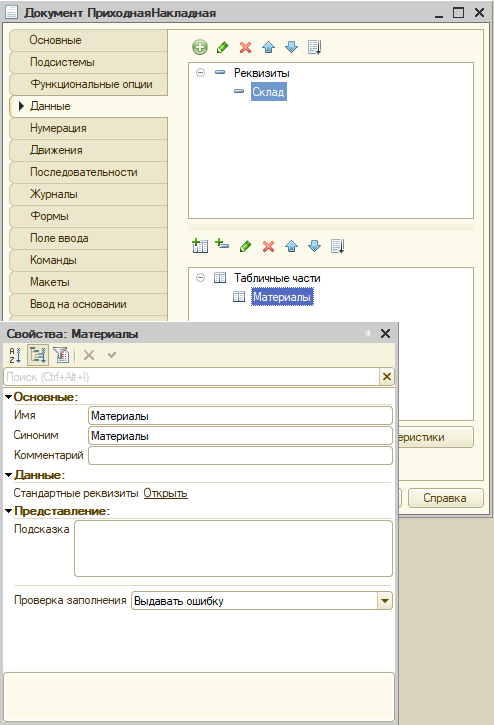 Документ ПриходнаяНакладная
Основные
Подсистемы
Функциональные опции
Данные
Нумерация
Движения
Последовательности
Журналы
Формы
Поле ввода
Команды
Макеты
Ввод на основании
Реквизиты
Склад
Табличные части
Материалы
еристики
Справка
Свойства: Материалы
Поиск (Ctrl+Alt+I)
Основные:
Имя Материалы
Синоним Материалы
Комментарий
Данные:
Стандартные реквизиты Открыть
Представление:
Подсказка
Проверка заполнения Выдавать ошибку